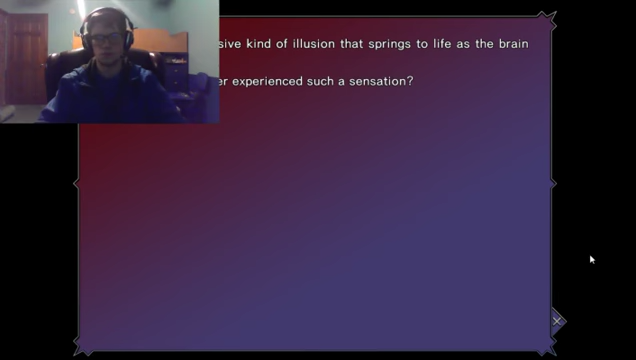 sive kind of illusion that springs to life as the brain
er experienced such a sensation?